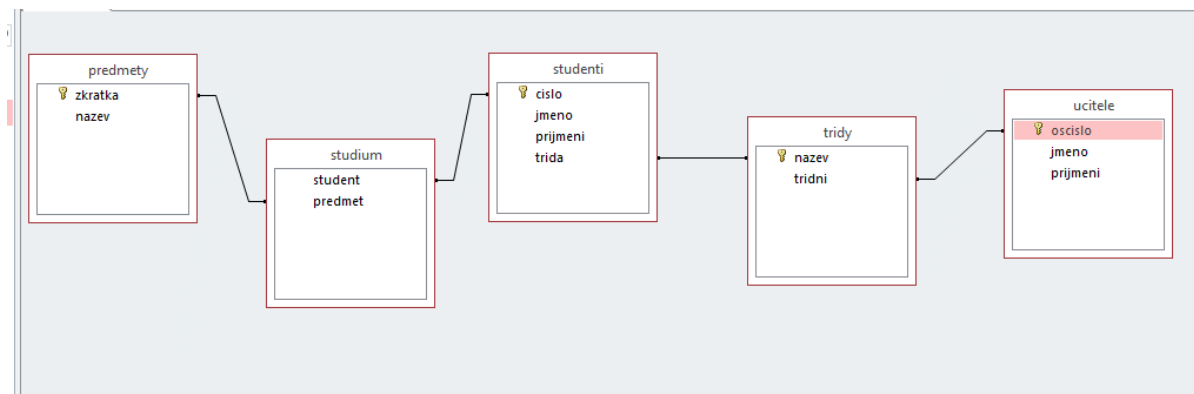 predmety
zkratka
nazev
studium
student
predmet
studenti
cislo
jmeno
prijmeni
trida
tridy
nazev
tridni
ucitele
oscislo
jmeno
prijmeni